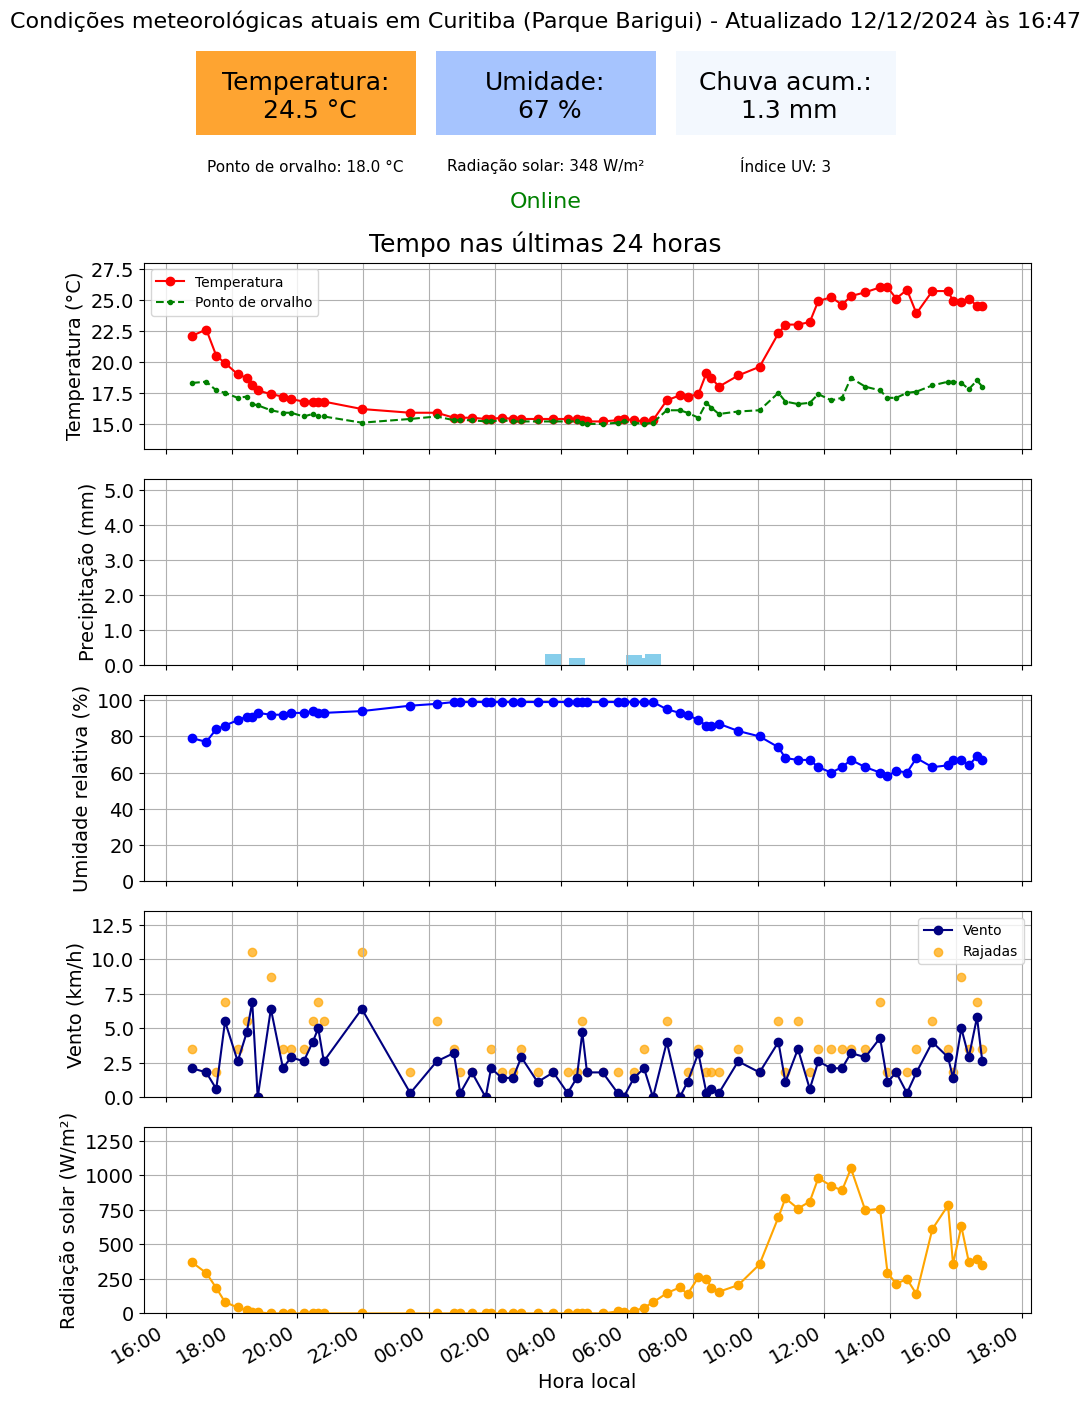 Condições meteorológicas atuais em Curitiba (Parque Barigui) - Atualizado 12/12/2024 às 16:47
Temperatura:
24.5 °C
Umidade:
67 %
Chuva acum.:
1.3 mm
Ponto de orvalho: 18.0 °C
Radiação solar: 348 W/m²
Índice UV: 3
Online
Tempo nas últimas 24 horas
Temperatura (°C)
27.5
25.0
22.5
20.0
17.5
15.0
Temperatura
Ponto de orvalho
Precipitação (mm)
5.0
4.0
3.0
2.0
1.0
0.0
Umidade relativa (%)
100
80
60
40
20
0
Vento (km/h)
12.5
10.0
7.5
5.0
2.5
0.0
Vento
Rajadas
Radiação solar (W/m²)
1250
1000
750
500
250
0
16:00
18:00
20:00
22:00
00:00
02:00
04:00
06:00
08:00
10:00
12:00
14:00
16:00
18:00
Hora local